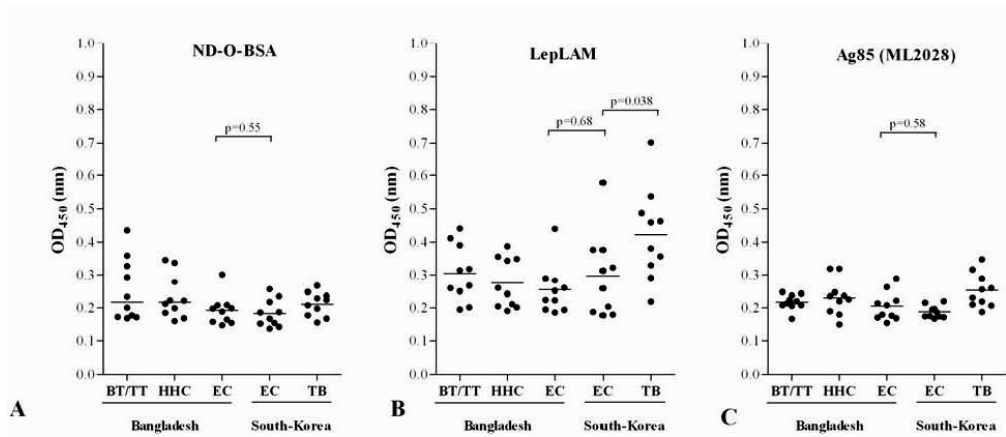 ND-O-BSA
1.0
0.9
0.8
0.7
0.6
0.5
0.4
0.3
0.2
0.1
0.0
OD450 (nm)
p=0.55
BT/TT HHC EC EC TB
Bangladesh South-Korea
A
LepLAM
1.0
0.9
0.8
0.7
0.6
0.5
0.4
0.3
0.2
0.1
0.0
OD450 (nm)
p=0.68
p=0.038
BT/TT HHC EC EC TB
Bangladesh South-Korea
B
Ag85 (ML2028)
1.0
0.9
0.8
0.7
0.6
0.5
0.4
0.3
0.2
0.1
0.0
OD450 (nm)
p=0.58
BT/TT HHC EC EC TB
Bangladesh South-Korea
C